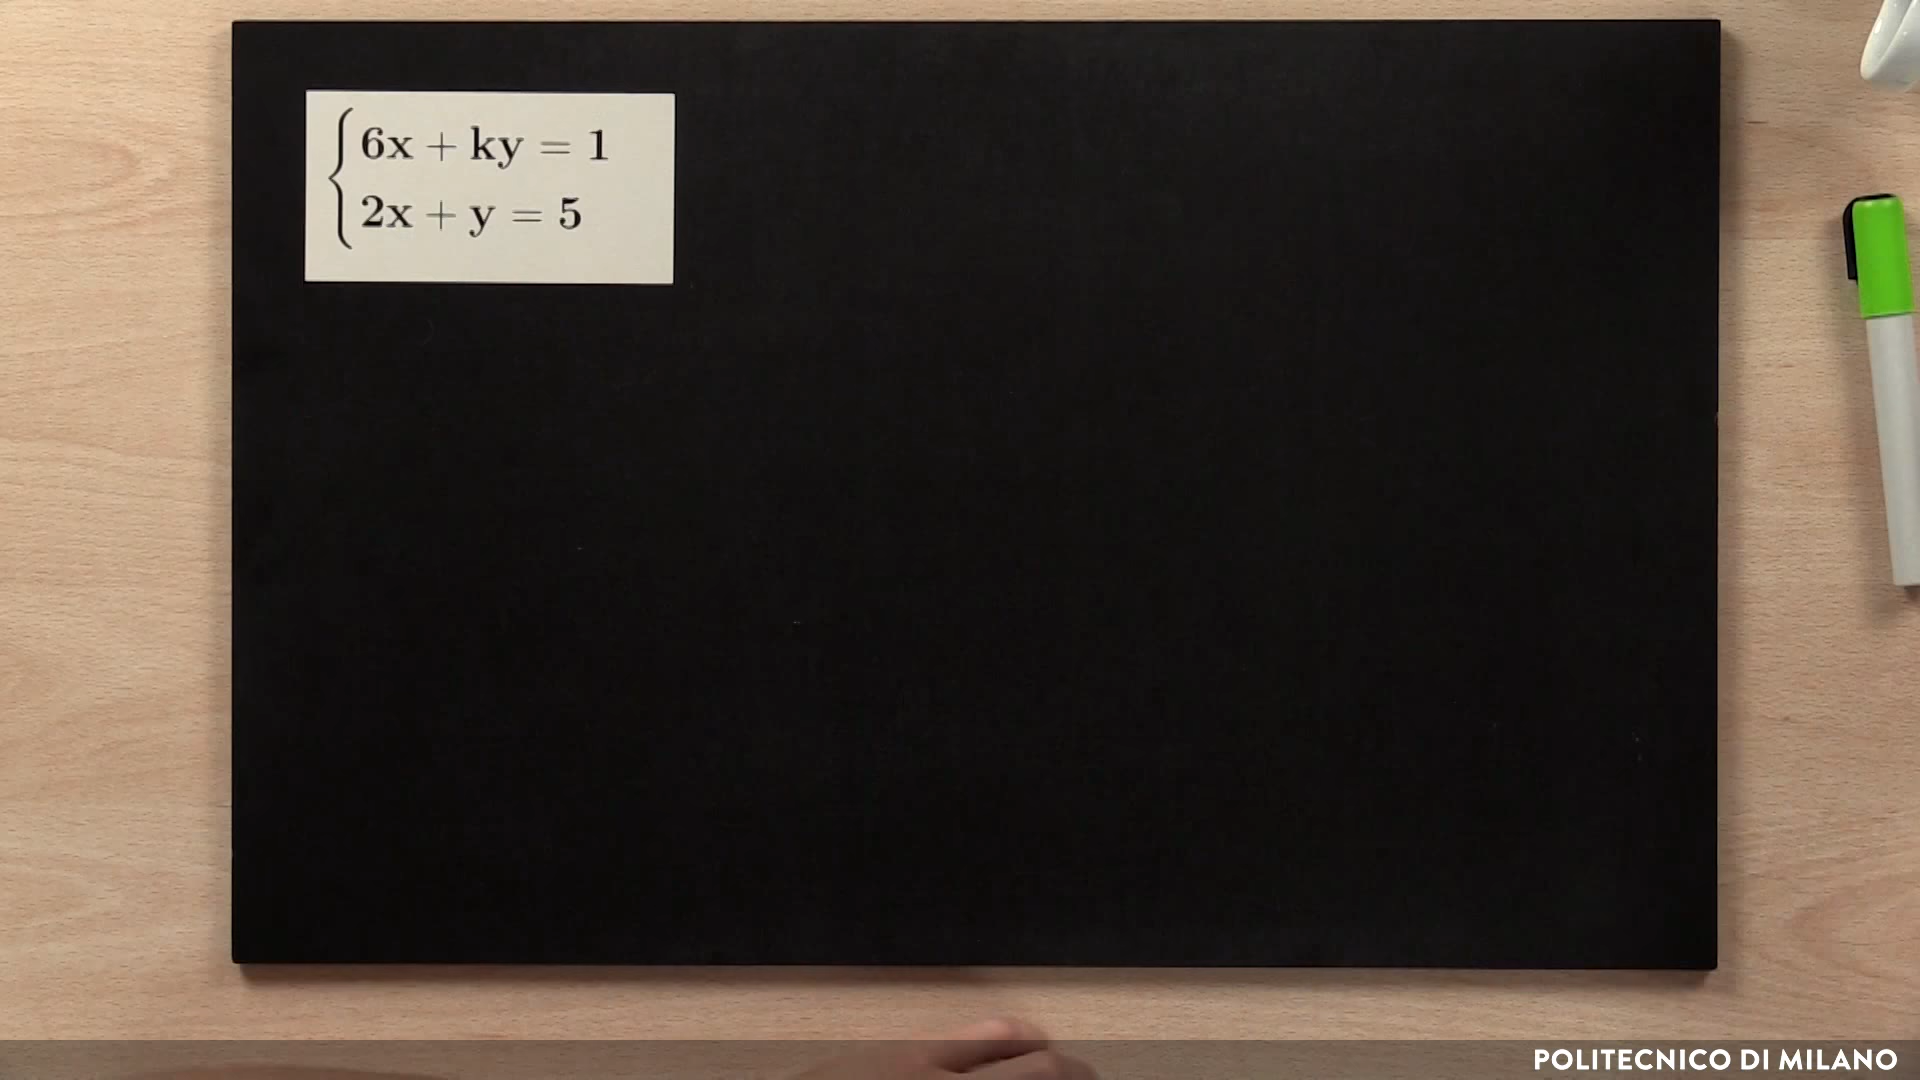 6x + ky = 1
2x + y = 5
POLITECNICO DI MILANO